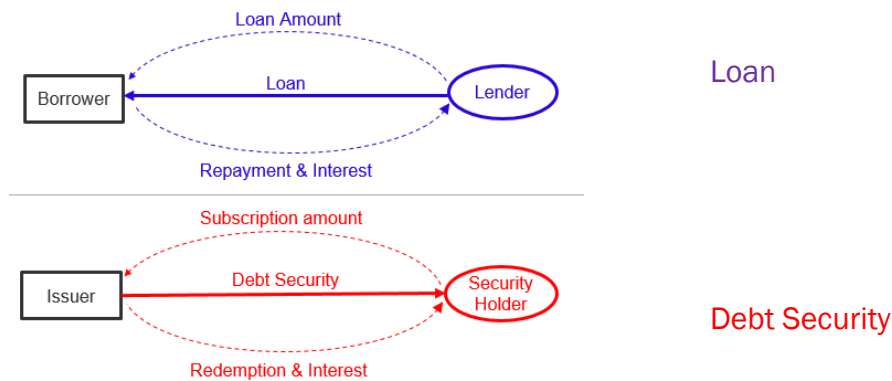 Loan Amount
Loan
Borrower
Lender
Loan
Repayment & Interest
Subscription amount
Debt Security
Issuer
Security
Holder
Debt Security
Redemption & Interest